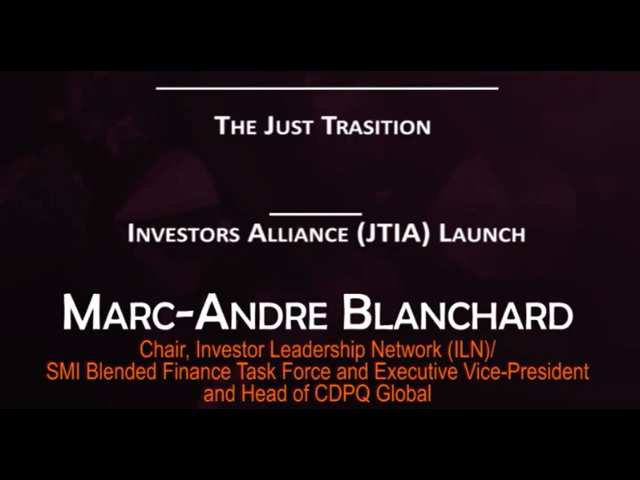 The Just Trasition
Investors Alliance (JTIA) Launch
Marc-Andre Blanchard
Chair, Investor Leadership Network (ILN)/
SMI Blended Finance Task Force and Executive Vice-President
and Head of CDPQ Global